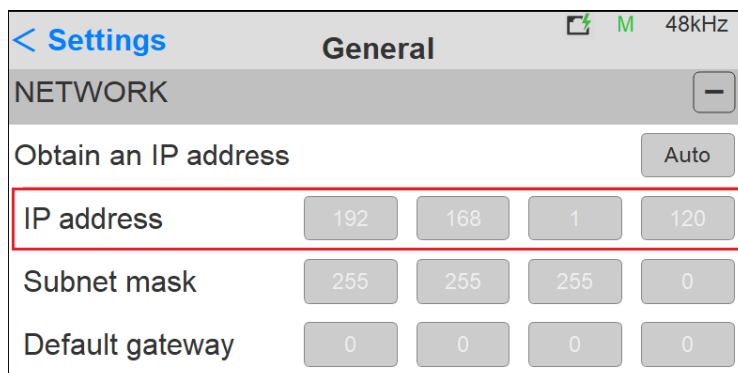 < Settings General M 48kHz
NETWORK −
Obtain an IP address Auto
IP address 192 168 1 120
Subnet mask 255 255 255 0
Default gateway 0 0 0 0